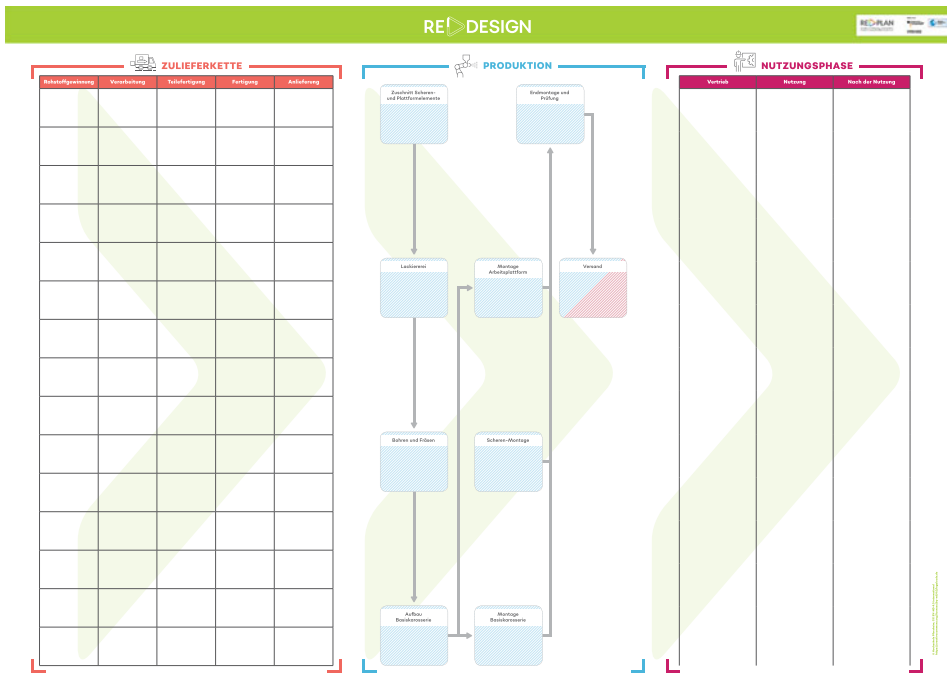 RE DESIGN
RE PLAN
ZULIEFERKETTE
Rohstoffgewinnung
Vorarbeitung
Teilefertigung
Fertigung
Anlieferung
PRODUKTION
Zuschnitt Scheren-
und Plattformelemente
Endmontage und
Prüfung
Lackiererei
Montage
Arbeitsplattform
Versand
Bohren und Fräsen
Scheren-Montage
Aufbau
Basiskarosserie
Montage
Basiskarosserie
NUTZUNGSPHASE
Vertrieb
Nutzung
Nach der Nutzung